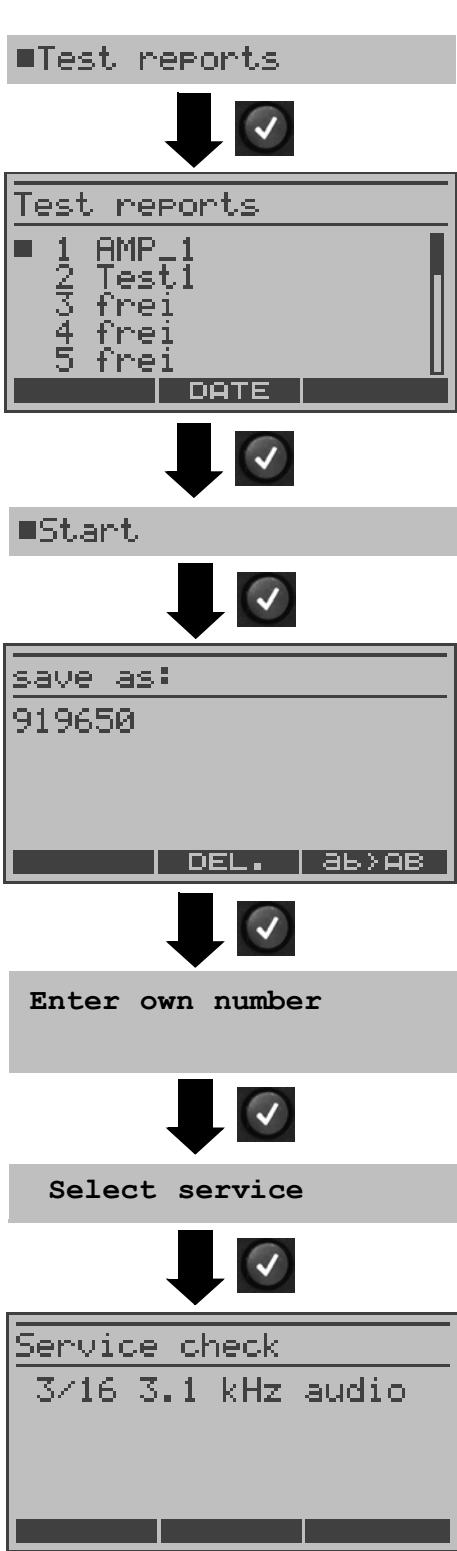 ■Test reports
Test reports
■ 1 AMP_1
2 Test1
3 frei
4 frei
5 frei
DATE
■Start
save as:
919650
DEL. ab>AB
Enter own number
Select service
Service check
3/16 3.1 kHz audio